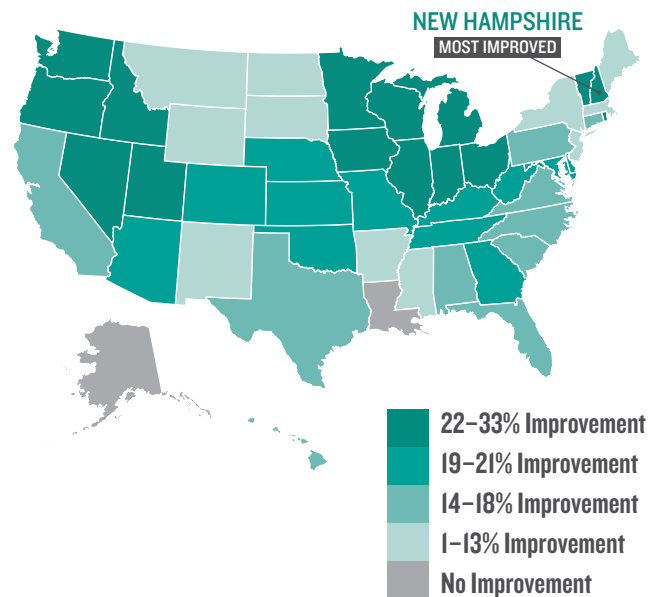 NEW HAMPSHIRE
MOST IMPROVED
22–33% Improvement
19–21% Improvement
14–18% Improvement
1–13% Improvement
No Improvement